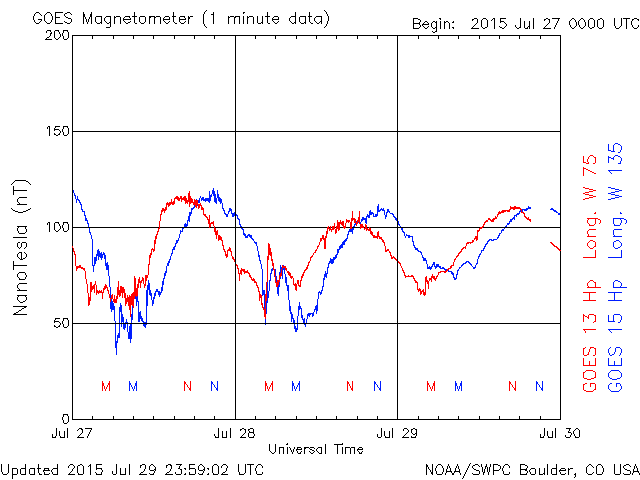 GOES Magnetometer (1 minute data)
Begin: 2015 Jul 27 0000 UTC
200
150
100
50
0
NanoTesla (nT)
M M N N M M N N M M N N
Jul 27 Jul 28 Jul 29 Jul 30
Universal Time
GOES 13 Hp Long. W 75
GOES 15 Hp Long. W 135
Updated 2015 Jul 29 23:59:02 UTC
NOAA/SWPC Boulder, CO USA